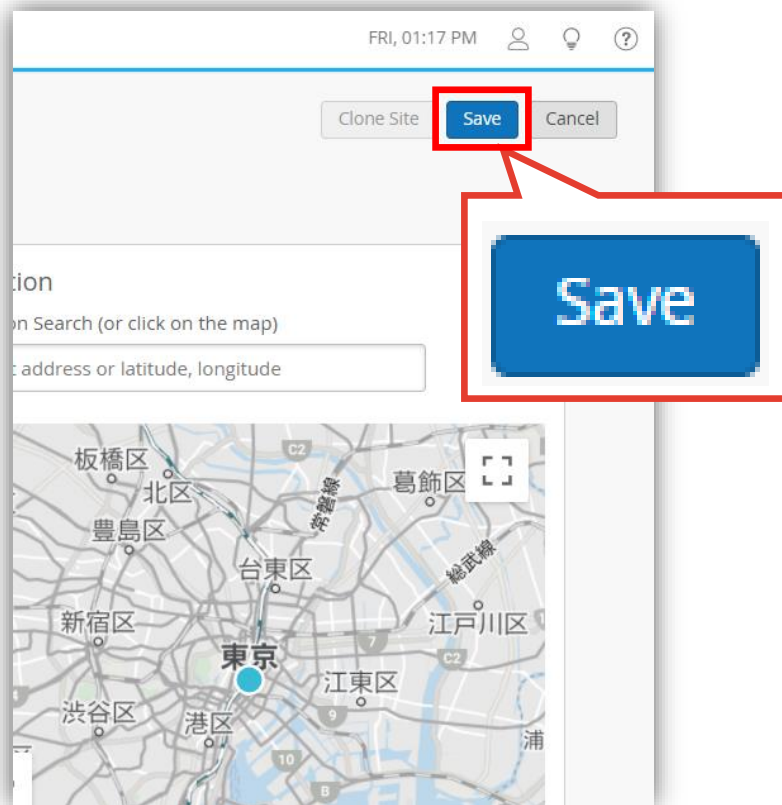 FRI, 01:17 PM
Clone Site
Save
Cancel
Save
tion
on Search (or click on the map)
address or latitude, longitude
板橋区
C2
葛飾区
北区
常磐線
豊島区
台東区
総武線
新宿区
江戸川区
東京
7
C2
江東区
渋谷区
港区
9
浦
10
B